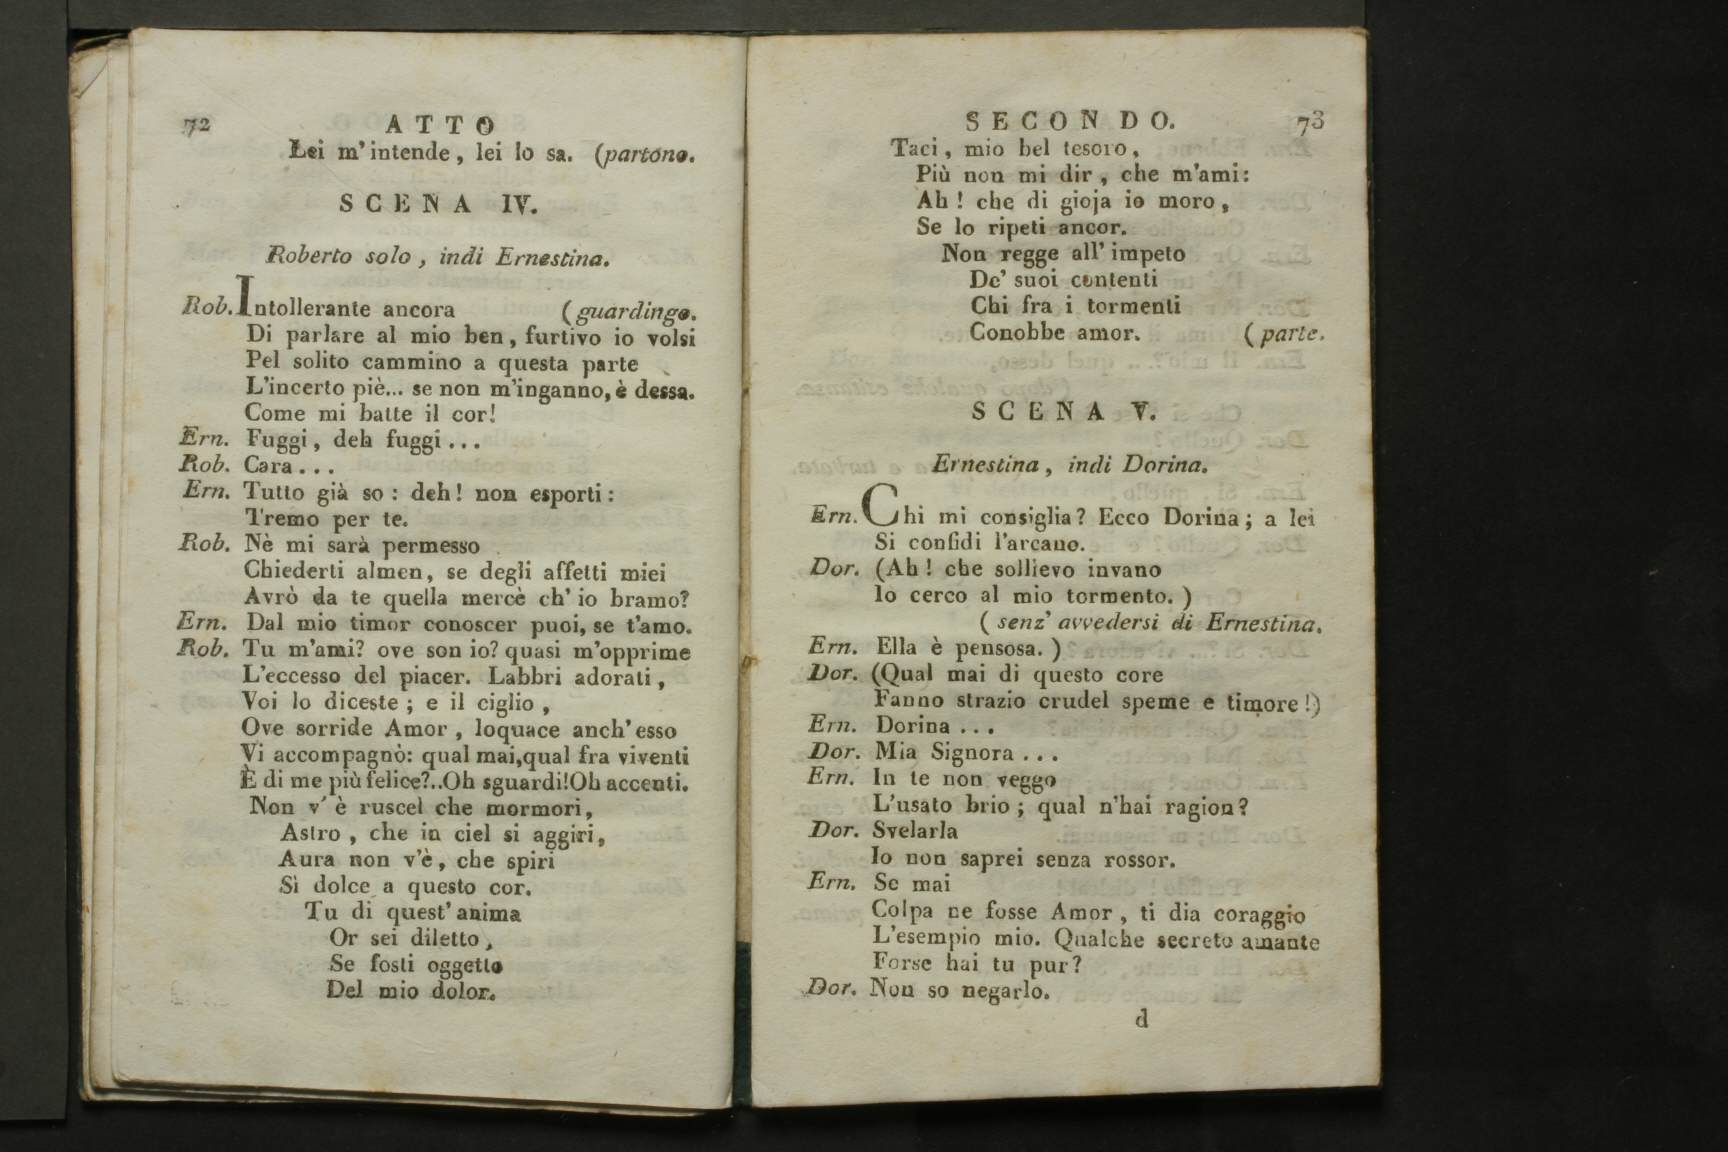 72
ATTO
Lei m'intende, lei lo sa. (partono.
SCENA IV.
Roberto solo, indi Ernestina.
Rob. Intollerante ancora (guardingo.
Di parlare al mio ben, furtivo io volsi
Pel solito cammino a questa parte
L'incerto piè... se non m'inganno, è dessa.
Come mi batte il cor!
Ern. Fuggi, deh fuggi...
Rob. Cara...
Ern. Tutto già so: deh! non esporti:
Tremo per te.
Rob. Nè mi sarà permesso
Chiederti almen, se degli affetti miei
Avrò da te quella mercè ch'io bramo?
Ern. Dal mio timor conoscer puoi, se t'amo.
Rob. Tu m'ami? ove son io? quasi m'opprime
L'eccesso del piacer. Labbri adorati,
Voi lo diceste; e il ciglio,
Ove sorride Amor, loquace anch'esso
Vi accompagnò: qual mai, qual fra viventi
È di me più felice?.. Oh sguardi! Oh accenti.
Non v'è ruscel che mormori,
Astro, che in ciel si aggiri,
Aura non v'è, che spiri
Sì dolce a questo cor.
Tu di quest'anima
Or sei diletto,
Se fosti oggetto
Del mio dolor.
SECONDO.
73
Taci, mio bel tesoro,
Più non mi dir, che m'ami:
Ah! che di gioja io moro,
Se lo ripeti ancor.
Non regge all'impeto
De' suoi contenti
Chi fra i tormenti
Conobbe amor. (parte.
SCENA V.
Ernestina, indi Dorina.
Ern. Chi mi consiglia? Ecco Dorina; a lei
Si confidi l'arcano.
Dor. (Ah! che sollievo invano
Io cerco al mio tormento.)
(senz' avvedersi di Ernestina.
Ern. Ella è pensosa.)
Dor. (Qual mai di questo core
Fanno strazio crudel speme e timore!)
Ern. Dorina...
Dor. Mia Signora...
Ern. In te non veggo
L'usato brio; qual n'hai ragion?
Dor. Svelarla
Io non saprei senza rossor.
Ern. Se mai
Colpa ne fosse Amor, ti dia coraggio
L'esempio mio. Qualche secreto amante
Forse hai tu pur?
Dor. Non so negarlo.
d